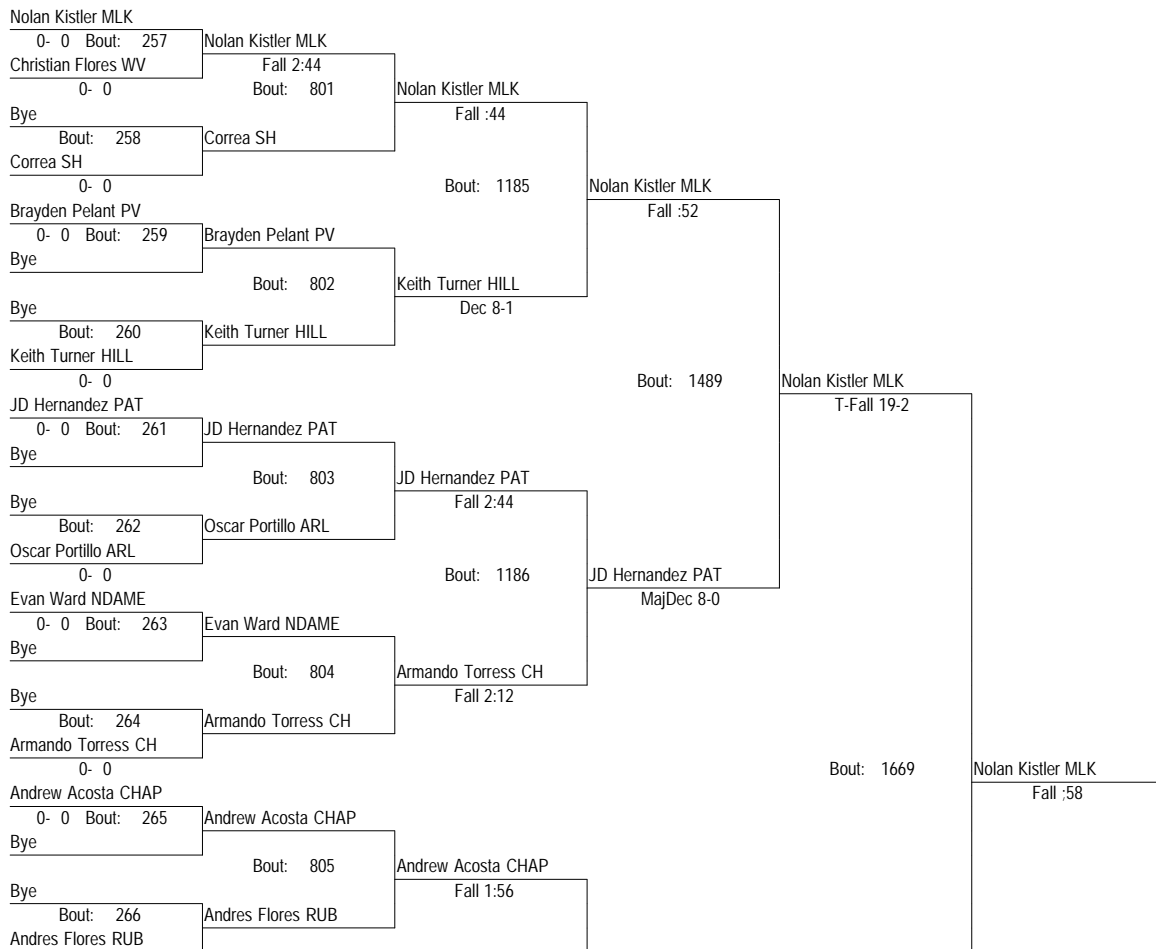 Nolan Kistler MLK
0- 0 Bout: 257 Nolan Kistler MLK
Christian Flores WV Fall 2:44
0- 0 Bout: 801 Nolan Kistler MLK
Bye Fall :44
Bout: 258 Correa SH
Correa SH
0- 0 Bout: 1185 Nolan Kistler MLK
Brayden Pelant PV Fall :52
0- 0 Bout: 259 Brayden Pelant PV
Bye
Bout: 802 Keith Turner HILL
Bye Dec 8-1
Bout: 260 Keith Turner HILL
Keith Turner HILL
0- 0 Bout: 1489 Nolan Kistler MLK
JD Hernandez PAT T-Fall 19-2
0- 0 Bout: 261 JD Hernandez PAT
Bye
Bout: 803 JD Hernandez PAT
Bye Fall 2:44
Bout: 262 Oscar Portillo ARL
Oscar Portillo ARL
0- 0 Bout: 1186 JD Hernandez PAT
Evan Ward NDAME MajDec 8-0
0- 0 Bout: 263 Evan Ward NDAME
Bye
Bout: 804 Armando Torress CH
Bye Fall 2:12
Bout: 264 Armando Torress CH
Armando Torress CH
0- 0 Bout: 1669 Nolan Kistler MLK
Andrew Acosta CHAP Fall ;58
0- 0 Bout: 265 Andrew Acosta CHAP
Bye
Bout: 805 Andrew Acosta CHAP
Bye Fall 1:56
Bout: 266 Andres Flores RUB
Andres Flores RUB